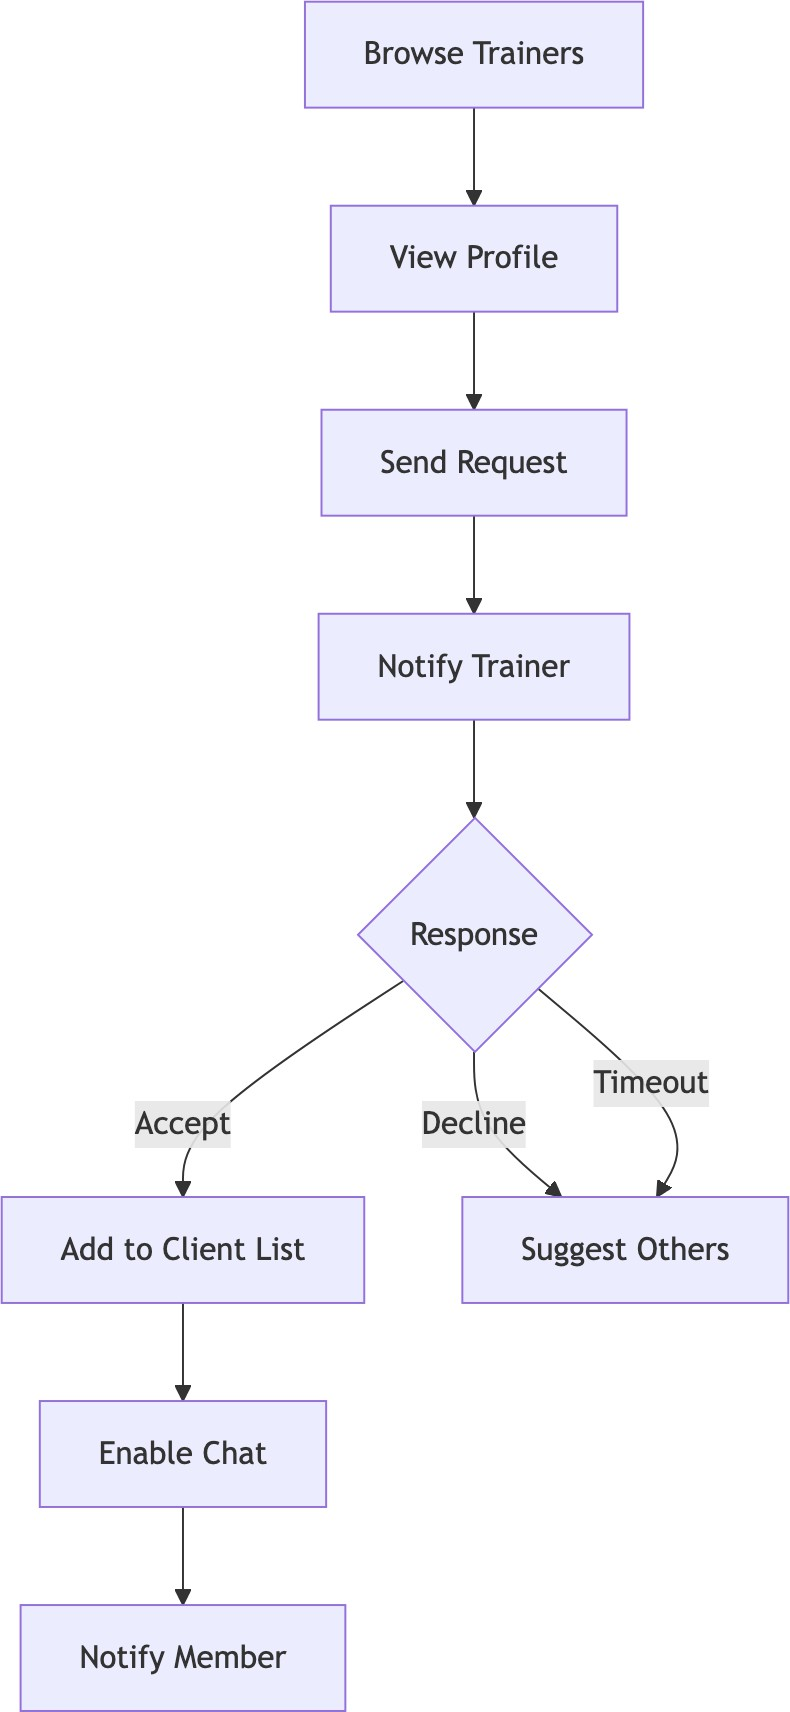 Browse Trainers
View Profile
Send Request
Notify Trainer
Response
Timeout
Accept
Decline
Add to Client List
Suggest Others
Enable Chat
Notify Member